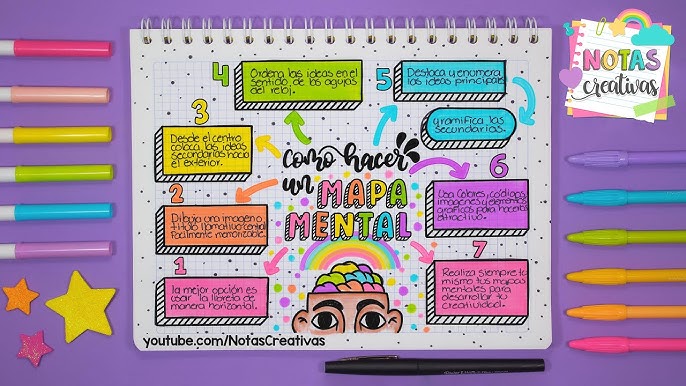 NOTAS
creativas
como hacer
un MAPA
MENTAL
1
la mejor opción es
usar la libreta de
manera horizontal.
2
Dibuja una imagen o
título llamativo central
Facilmente memorizable.
3
Desde el centro
coloca las ideas
secundarias hacia
el exterior.
4
Ordena las ideas en el
sentido de las agujas
del reloj.
5
Destaca y enumera
las ideas principales
y ramifica las
secundarias.
6
Usa Colores, códigos,
imagenes y elementos
gráficos para hacerlos
atractivo.
7
Realiza siempre tu
mismo tus mapas
mentales para
desarrollar tu
creatividad.
youtube.com/NotasCreativas